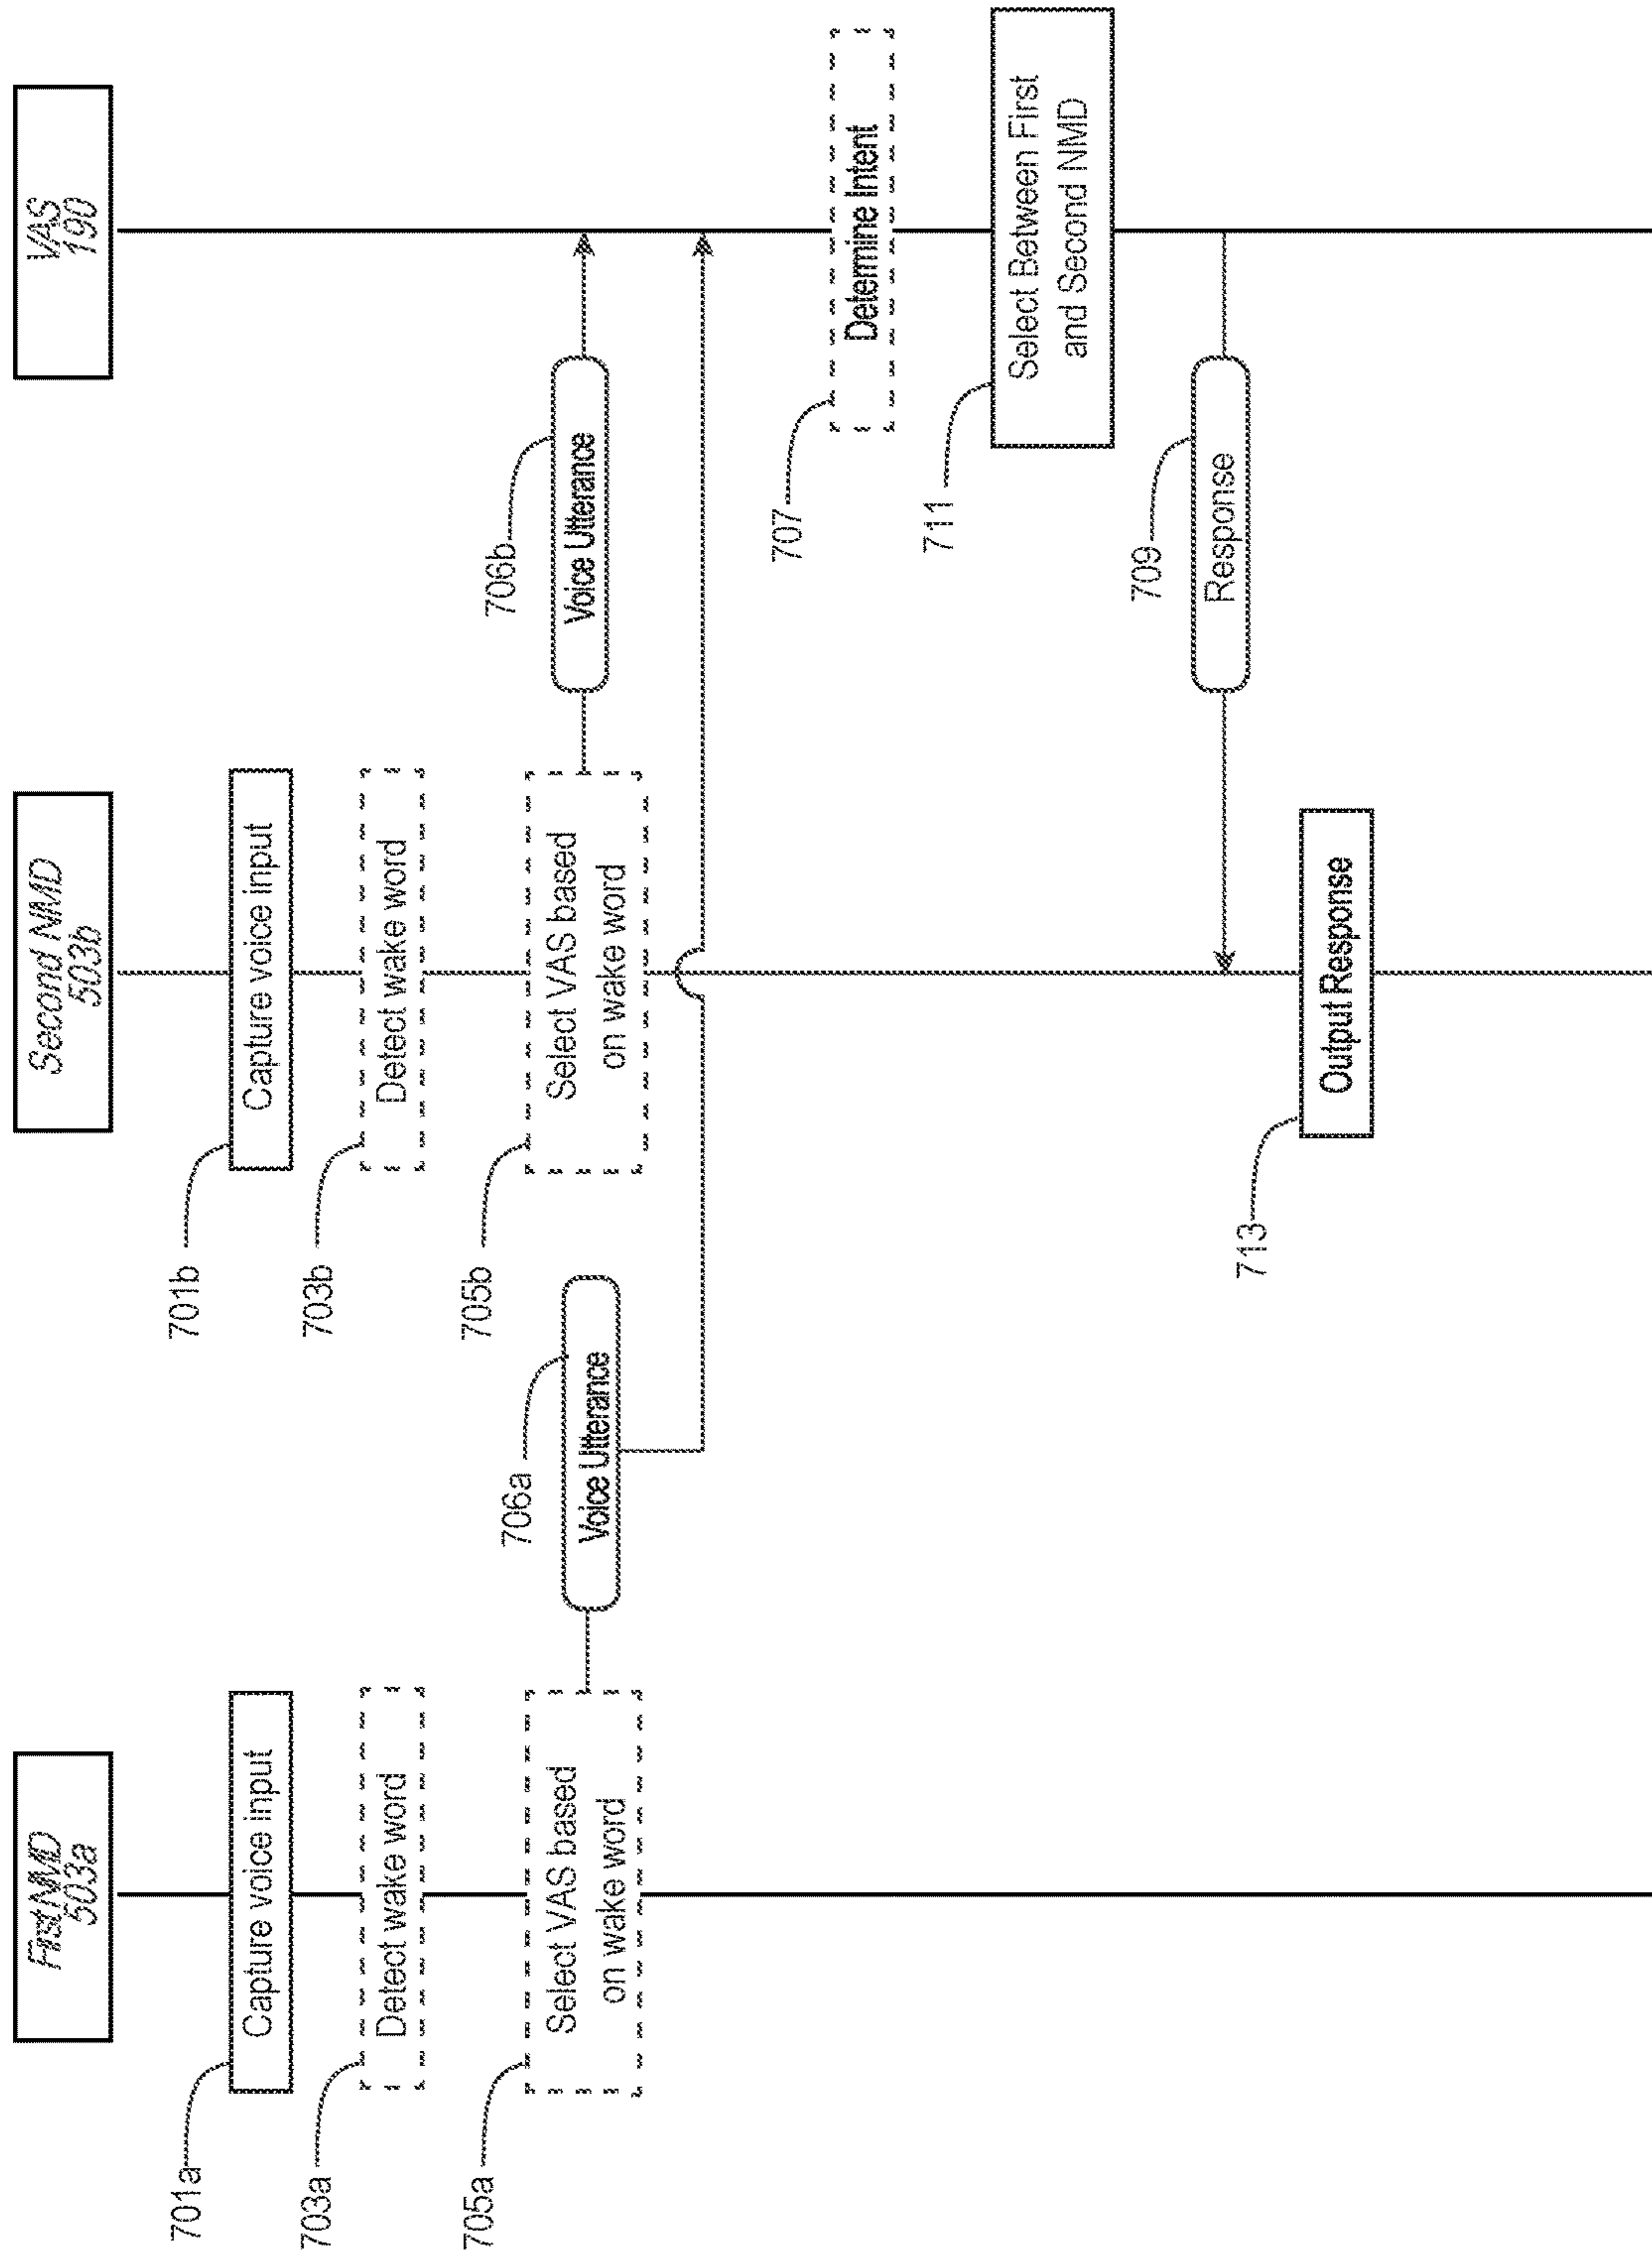 First NMD
503a
Second NMD
503b
VAS
190
701a
Capture voice input
701b
Capture voice input
703a
Detect wake word
703b
Detect wake word
705a
Select VAS based
on wake word
706a
Voice Utterance
705b
Select VAS based
on wake word
706b
Voice Utterance
707
Determine Intent
711
Select Between First
and Second NMD
709
Response
713
Output Response